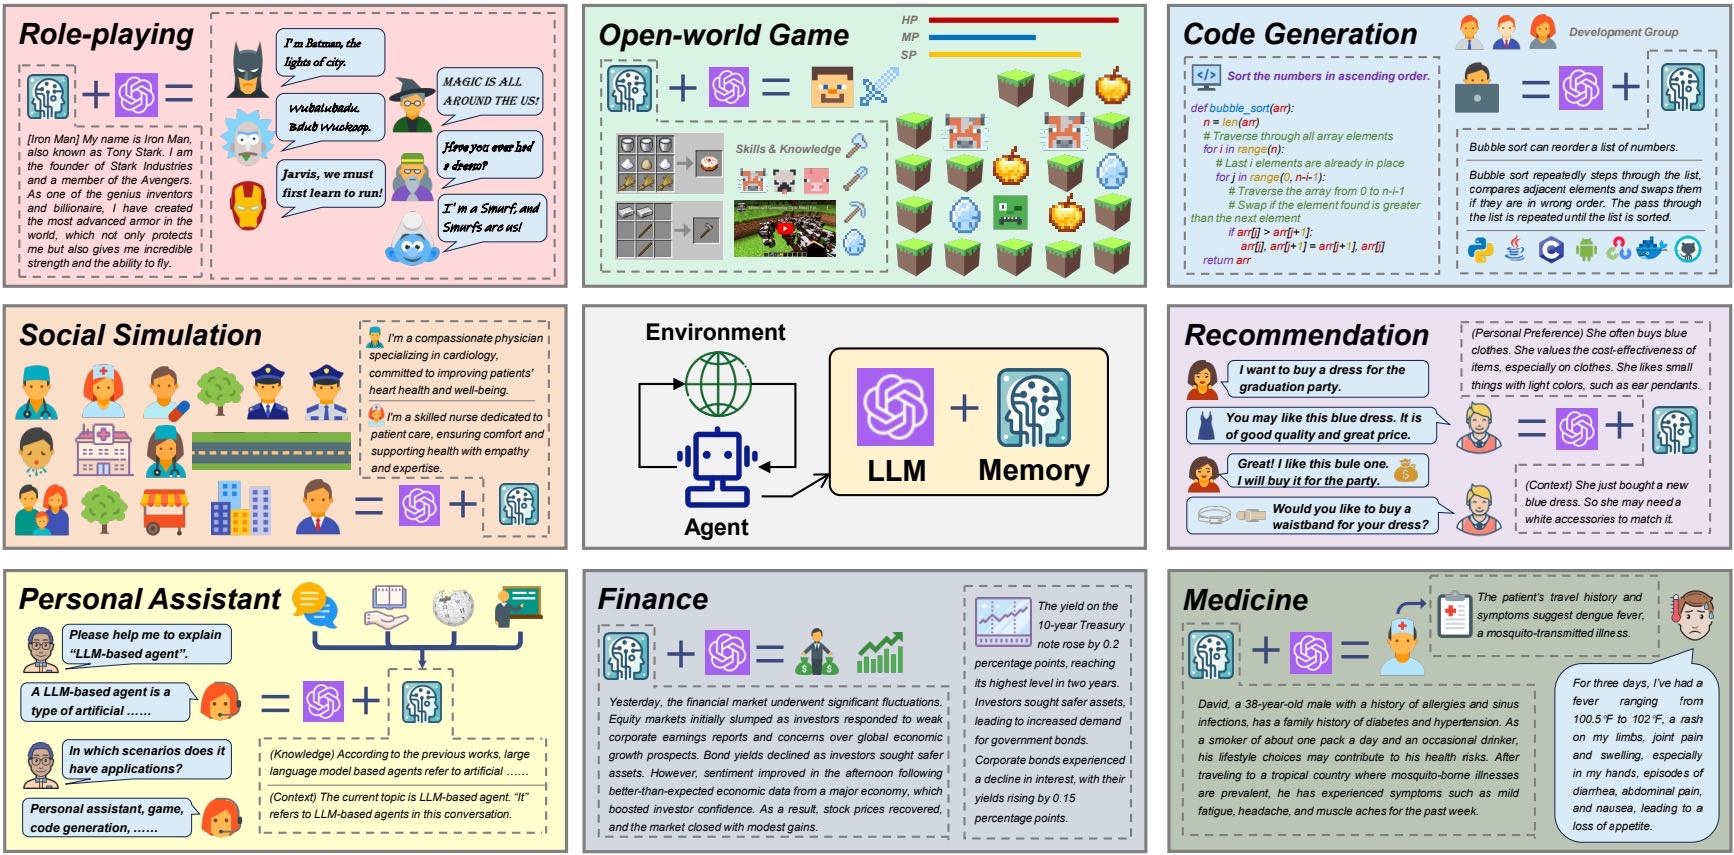 Role-playing
I'm Batman, the
lights of city.
MAGIC IS ALL
AROUND THE US!
Wubalubadu.
Bdub Wuokoop.
Have you ever had
a dream?
Jarvis, we must
first learn to run!
I'm a Smurf, and
Smurfs are us!
[Iron Man] My name is Iron Man,
also known as Tony Stark. I am
the founder of Stark Industries
and a member of the Avengers.
As one of the genius inventors
and billionaire, I have created
the most advanced armor in the
world, which not only protects
me but also gives me incredible
strength and the ability to fly.
Open-world Game
HP
MP
SP
Skills & Knowledge
Code Generation
Development Group
Sort the numbers in ascending order.
def bubble_sort(arr):
n = len(arr)
# Traverse through all array elements
for i in range(n):
# Last i elements are already in place
for j in range(0, n-i-1):
# Traverse the array from 0 to n-i-1
# Swap if the element found is greater
than the next element
if arr[j] > arr[j+1]:
arr[j], arr[j+1] = arr[j+1], arr[j]
return arr
Bubble sort can reorder a list of numbers.
Bubble sort repeatedly steps through the list,
compares adjacent elements and swaps them
if they are in wrong order. The pass through
the list is repeated until the list is sorted.
Social Simulation
I'm a compassionate physician
specializing in cardiology,
committed to improving patients'
heart health and well-being.
I'm a skilled nurse dedicated to
patient care, ensuring comfort and
supporting health with empathy
and expertise.
Environment
Agent
LLM
Memory
Recommendation
(Personal Preference) She often buys blue
clothes. She values the cost-effectiveness of
items, especially on clothes. She likes small
things with light colors, such as ear pendants.
I want to buy a dress for the
graduation party.
You may like this blue dress. It is
of good quality and great price.
Great! I like this bule one.
I will buy it for the party.
Would you like to buy a
waistband for your dress?
(Context) She just bought a new
blue dress. So she may need a
white accessories to match it.
Personal Assistant
Please help me to explain
“LLM-based agent”.
A LLM-based agent is a
type of artificial ……
In which scenarios does it
have applications?
Personal assistant, game,
code generation, ……
(Knowledge) According to the previous works, large
language model based agents refer to artificial ……
(Context) The current topic is LLM-based agent. “It”
refers to LLM-based agents in this conversation.
Finance
Yesterday, the financial market underwent significant fluctuations.
Equity markets initially slumped as investors responded to weak
corporate earnings reports and concerns over global economic
growth prospects. Bond yields declined as investors sought safer
assets. However, sentiment improved in the afternoon following
better-than-expected economic data from a major economy, which
boosted investor confidence. As a result, stock prices recovered,
and the market closed with modest gains.
The yield on the
10-year Treasury
note rose by 0.2
percentage points, reaching
its highest level in two years.
Investors sought safer assets,
leading to increased demand
for government bonds.
Corporate bonds experienced
a decline in interest, with their
yields rising by 0.15
percentage points.
Medicine
The patient's travel history and
symptoms suggest dengue fever,
a mosquito-transmitted illness.
David, a 38-year-old male with a history of allergies and sinus
infections, has a family history of diabetes and hypertension. As
a smoker of about one pack a day and an occasional drinker,
his lifestyle choices may contribute to his health risks. After
traveling to a tropical country where mosquito-borne illnesses
are prevalent, he has experienced symptoms such as mild
fatigue, headache, and muscle aches for the past week.
For three days, I've had a
fever ranging from
100.5°F to 102°F, a rash
on my limbs, joint pain
and swelling, especially
in my hands, episodes of
diarrhea, abdominal pain,
and nausea, leading to a
loss of appetite.